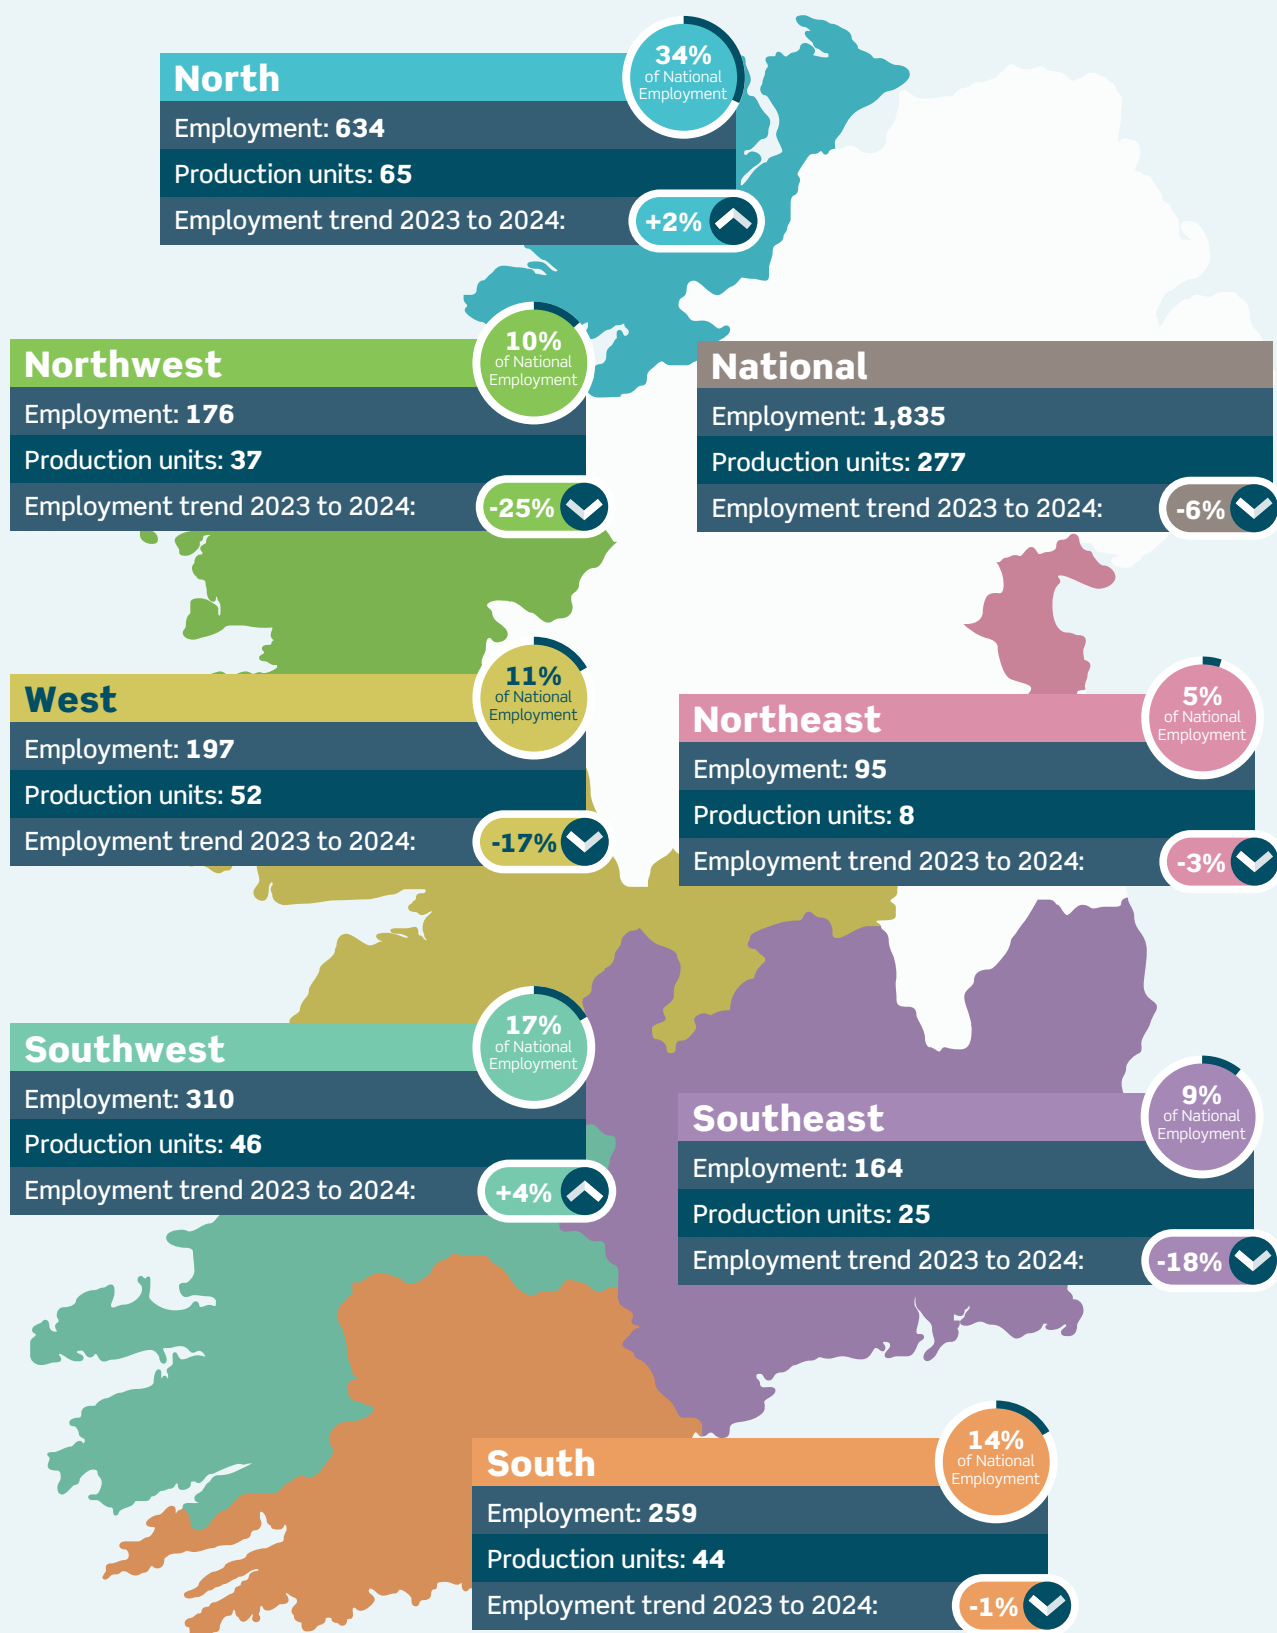 North
34%
of National
Employment
Employment: 634
Production units: 65
Employment trend 2023 to 2024:
+2%
Northwest
10%
of National
Employment
Employment: 176
Production units: 37
Employment trend 2023 to 2024:
-25%
National
Employment: 1,835
Production units: 277
Employment trend 2023 to 2024:
-6%
West
11%
of National
Employment
Employment: 197
Production units: 52
Employment trend 2023 to 2024:
-17%
Northeast
5%
of National
Employment
Employment: 95
Production units: 8
Employment trend 2023 to 2024:
-3%
Southwest
17%
of National
Employment
Employment: 310
Production units: 46
Employment trend 2023 to 2024:
+4%
Southeast
9%
of National
Employment
Employment: 164
Production units: 25
Employment trend 2023 to 2024:
-18%
South
14%
of National
Employment
Employment: 259
Production units: 44
Employment trend 2023 to 2024:
-1%